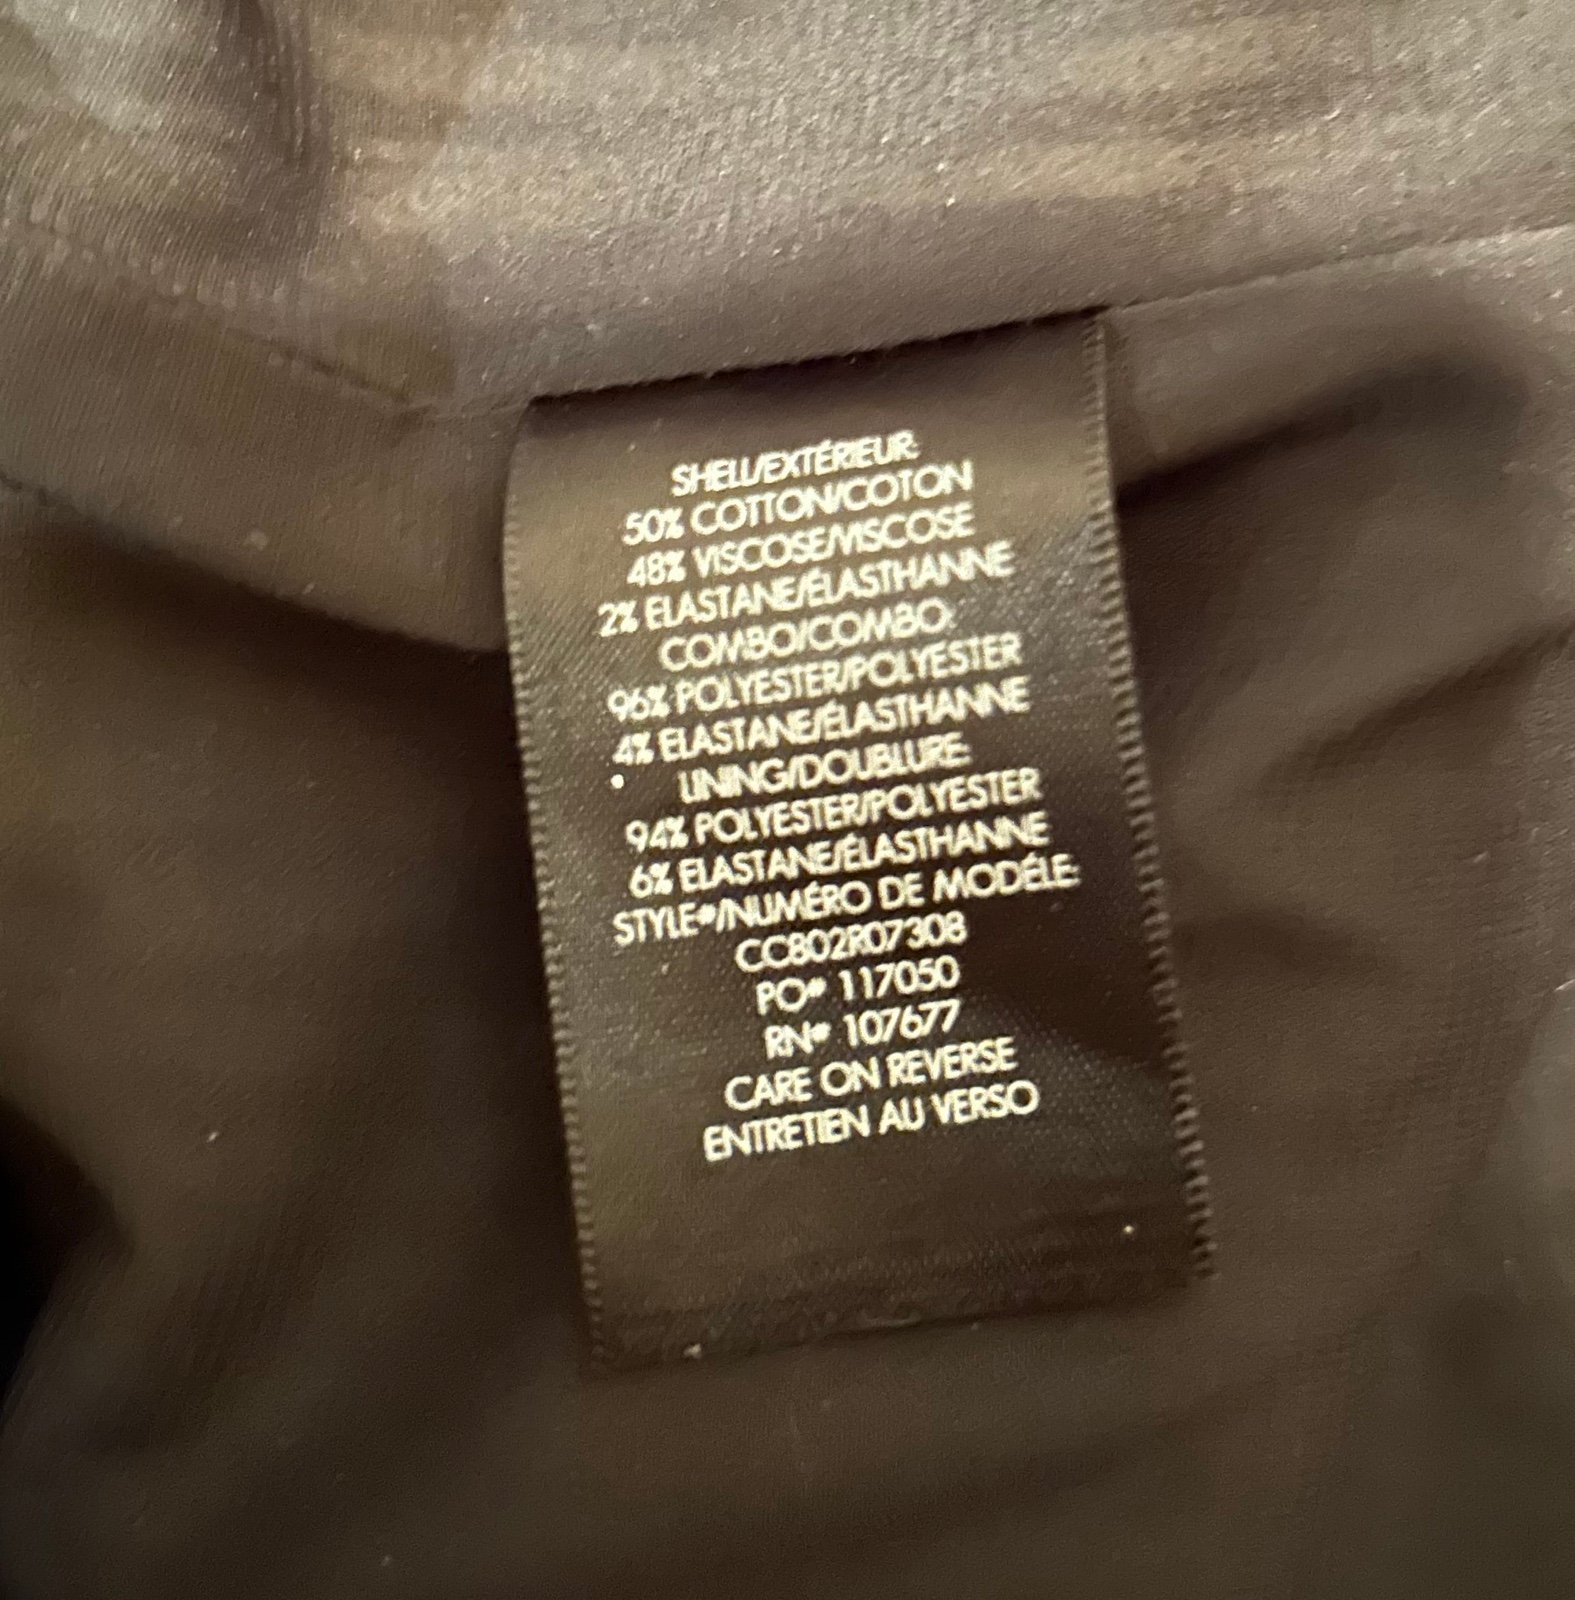 SHELL/EXTÉRIEUR:
50% COTTON/COTON
48% VISCOSE/VISCOSE
2% ELASTANE/ÉLASTHANNE
COMBO/COMBO:
96% POLYESTER/POLYESTER
4% ELASTANE/ÉLASTHANNE
LINING/DOUBLURE:
94% POLYESTER/POLYESTER
6% ELASTANE/ÉLASTHANNE
STYLE#/NUMÉRO DE MODÉLE:
CC802R07308
PO# 117050
RN# 107677
CARE ON REVERSE
ENTRETIEN AU VERSO